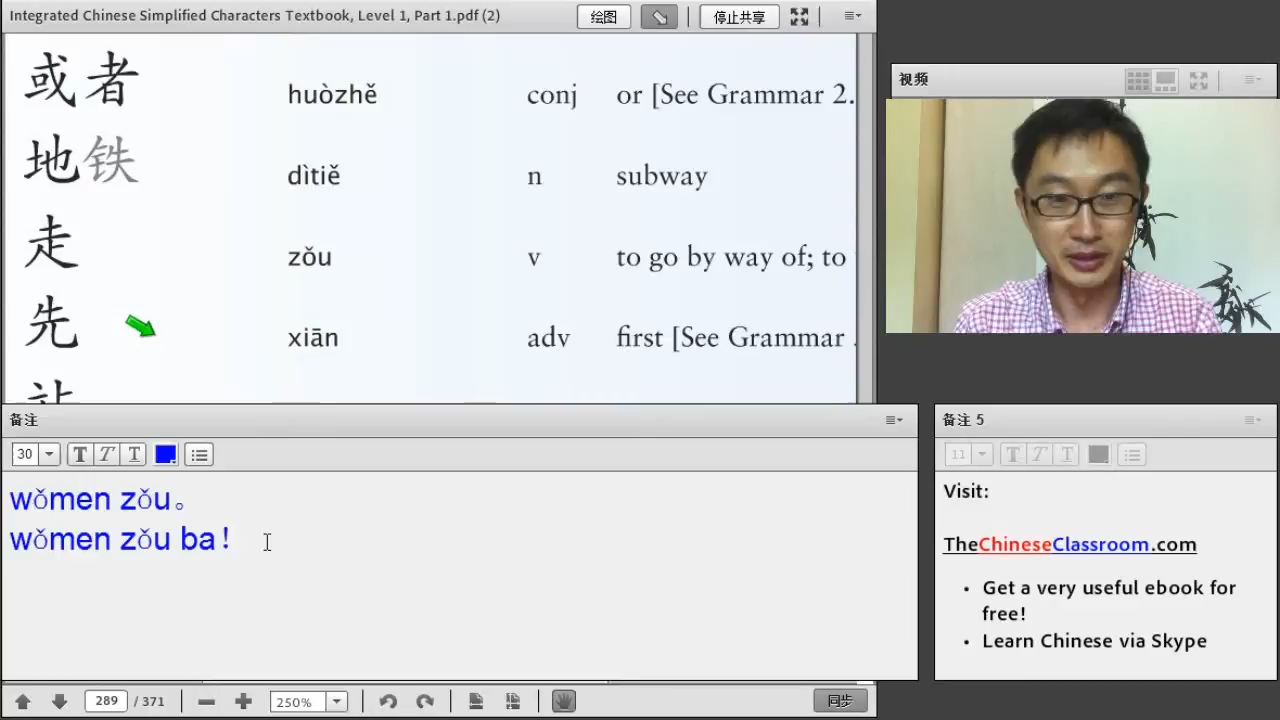 Integrated Chinese Simplified Characters Textbook, Level 1, Part 1.pdf (2)
绘图
停止共享
或者 huòzhě conj or [See Grammar 2.
地铁 dìtiě n subway
走 zǒu v to go by way of; to
先 xiān adv first [See Grammar
视频
备注
30 T T T
wǒmen zǒu。
wǒmen zǒu ba！
备注 5
11 T T T
Visit:
TheChineseClassroom.com
• Get a very useful ebook for
free!
• Learn Chinese via Skype
289 / 371
250%
同步